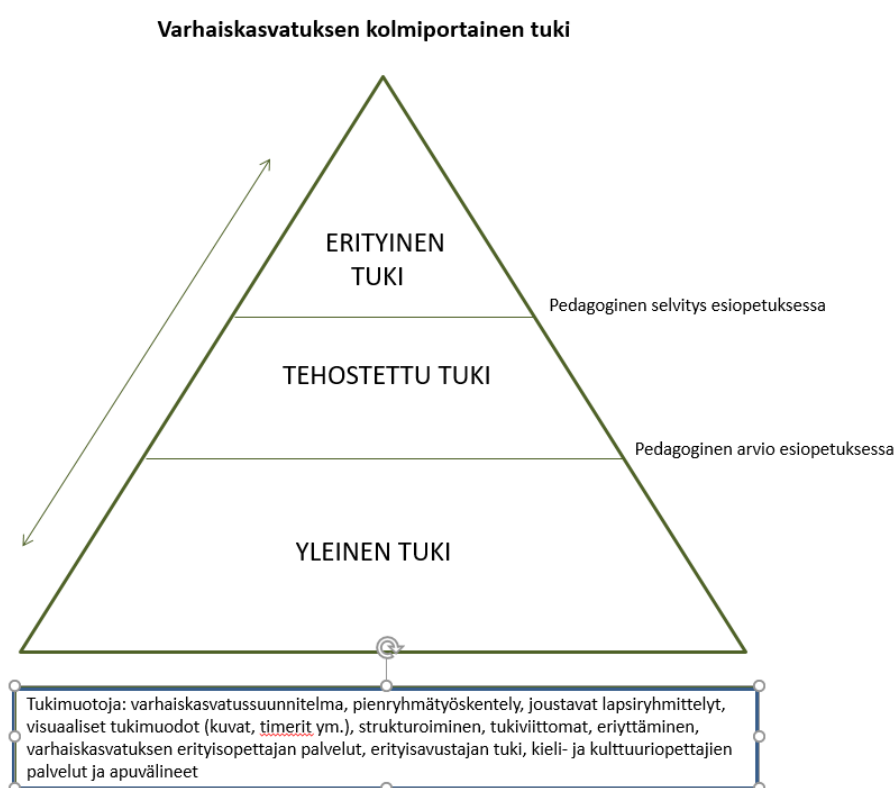 Varhaiskasvatuksen kolmiportainen tuki
ERITYINEN
TUKI
Pedagoginen selvitys esiopetuksessa
TEHOSTETTU TUKI
Pedagoginen arvio esiopetuksessa
YLEINEN TUKI
Tukimuotoja: varhaiskasvatussuunnitelma, pienryhmätyöskentely, joustavat lapsiryhmittelyt,
visuaaliset tukimuodot (kuvat, timerit ym.), strukturoiminen, tukiviittomat, eriyttäminen,
varhaiskasvatuksen erityisopettajan palvelut, erityisavustajan tuki, kieli- ja kulttuuriopettajien
palvelut ja apuvälineet